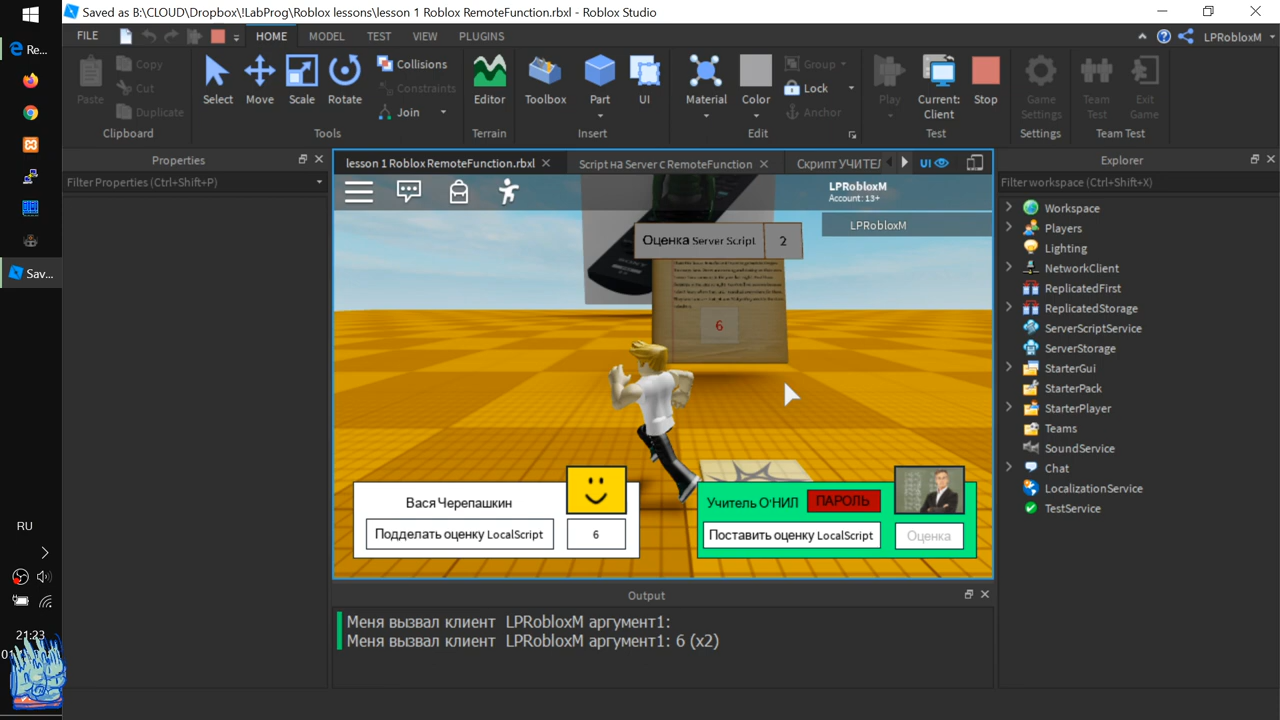 Saved as B:\CLOUD\Dropbox\!LabProg\Roblox lessons\lesson 1 Roblox RemoteFunction.rbxl - Roblox Studio
FILE
HOME
MODEL
TEST
VIEW
PLUGINS
LPRobloxM
Re...
Sav...
Paste
Copy
Cut
Duplicate
Clipboard
Select
Move
Scale
Rotate
Collisions
Constraints
Join
Tools
Editor
Terrain
Toolbox
Part
UI
Insert
Material
Color
Group
Lock
Anchor
Edit
Play
Current:
Client
Stop
Test
Game
Settings
Settings
Team
Test
Exit
Game
Team Test
Properties
Filter Properties (Ctrl+Shift+P)
lesson 1 Roblox RemoteFunction.rbxl
Script на Server С RemoteFunction
Скрипт УЧИТЕЛ
UI
LPRobloxM
Account: 13+
LPRobloxM
Оценка Server Script
2
SONY
6
Вася Черепашкин
Подделать оценку LocalScript
6
Учитель О'НИЛ
ПАРОЛЬ
Поставить оценку LocalScript
Оценка
Output
Меня вызвал клиент LPRobloxM аргумент1:
Меня вызвал клиент LPRobloxM аргумент1: 6 (x2)
Explorer
Filter workspace (Ctrl+Shift+X)
Workspace
Players
Lighting
NetworkClient
ReplicatedFirst
ReplicatedStorage
ServerScriptService
ServerStorage
StarterGui
StarterPack
StarterPlayer
Teams
SoundService
Chat
LocalizationService
TestService
RU
21:23